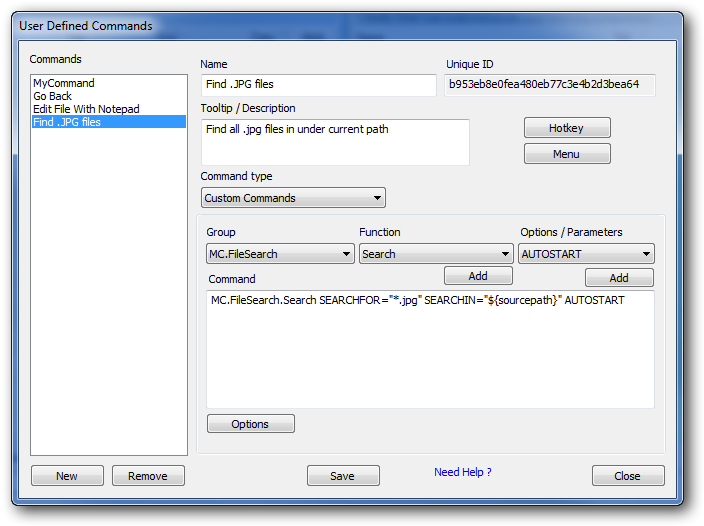 User Defined Commands
Commands
MyCommand
Go Back
Edit File With Notepad
Find .JPG files
Name
Unique ID
Find .JPG files
b953eb8e0fea480eb77c3e4b2d3bea64
Tooltip / Description
Find all .jpg files in under current path
Hotkey
Menu
Command type
Custom Commands
Group
Function
Options / Parameters
MC.FileSearch
Search
AUTOSTART
Add
Add
Command
MC.FileSearch.Search SEARCHFOR="*.jpg" SEARCHIN="${sourcepath}" AUTOSTART
Options
New
Remove
Save
Need Help ?
Close